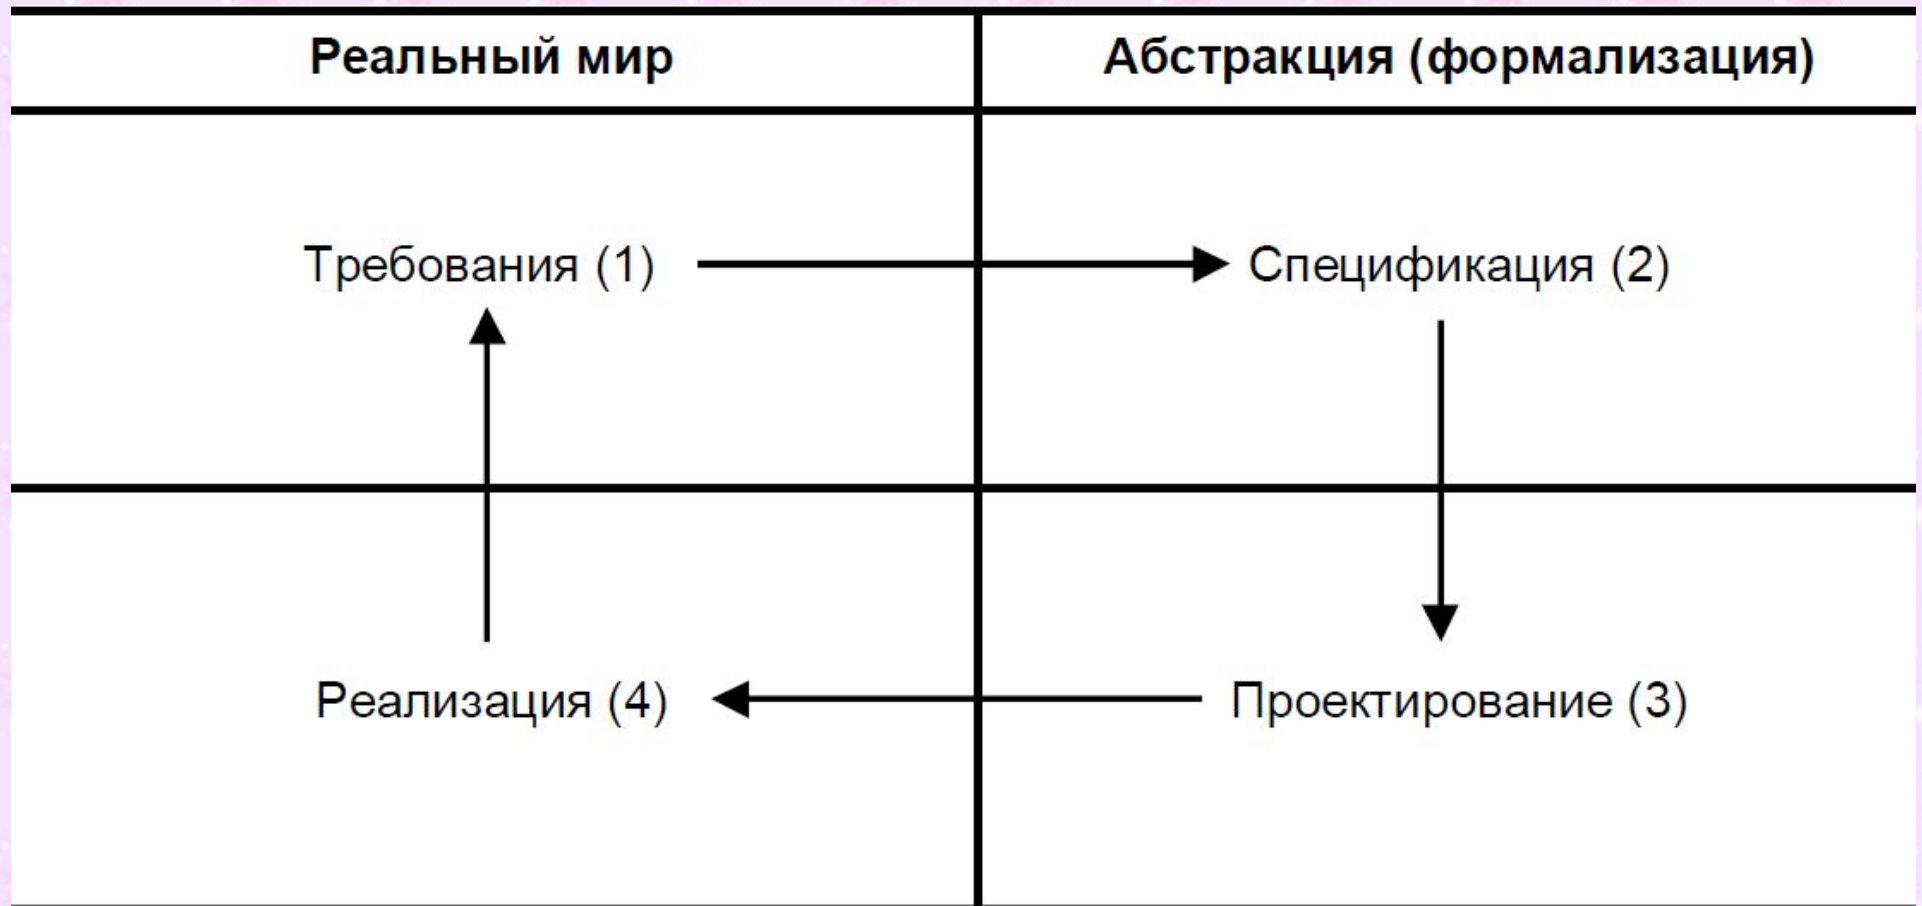 Реальный мир
Абстракция (формализация)
Требования (1)
Спецификация (2)
Реализация (4)
Проектирование (3)